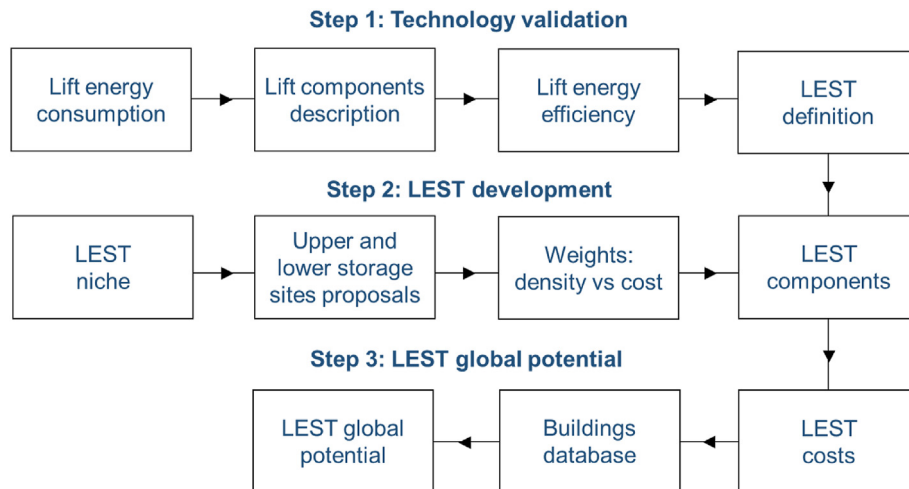 Step 1: Technology validation
Lift energy
consumption
Lift components
description
Lift energy
efficiency
LEST
definition
Step 2: LEST development
LEST
niche
Upper and
lower storage
sites proposals
Weights:
density vs cost
LEST
components
Step 3: LEST global potential
LEST global
potential
Buildings
database
LEST
costs